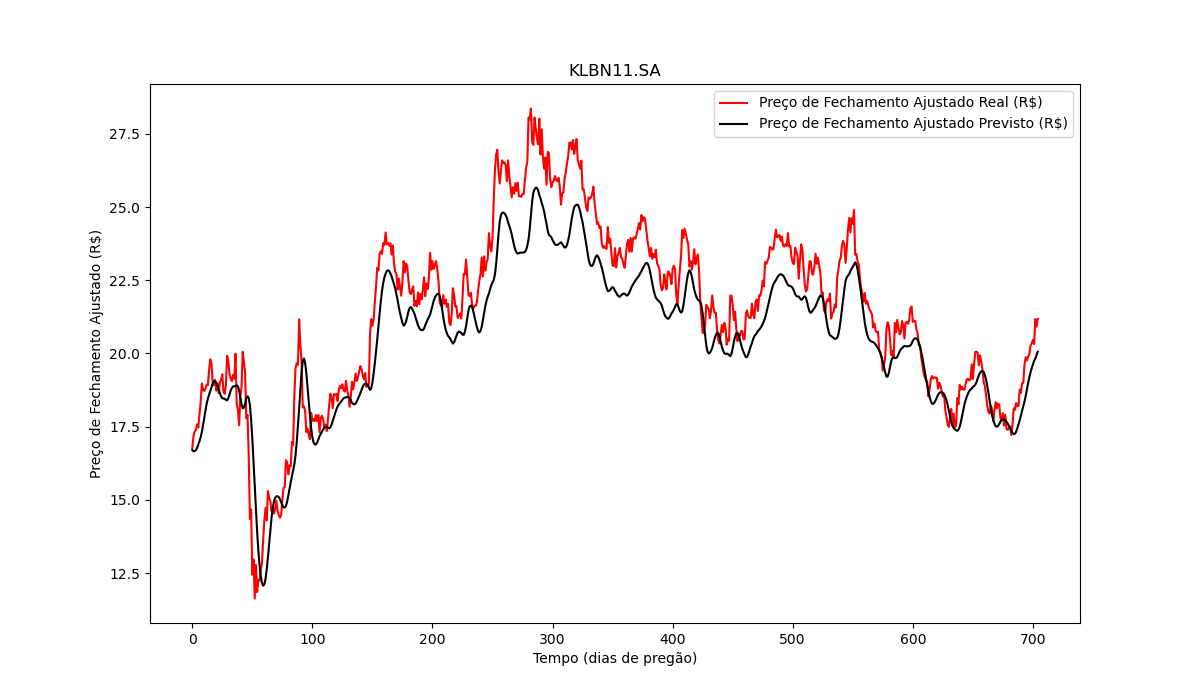 KLBN11.SA
Preço de Fechamento Ajustado Real (R$)
Preço de Fechamento Ajustado Previsto (R$)
Preço de Fechamento Ajustado (R$)
27.5
25.0
22.5
20.0
17.5
15.0
12.5
0 100 200 300 400 500 600 700
Tempo (dias de pregão)